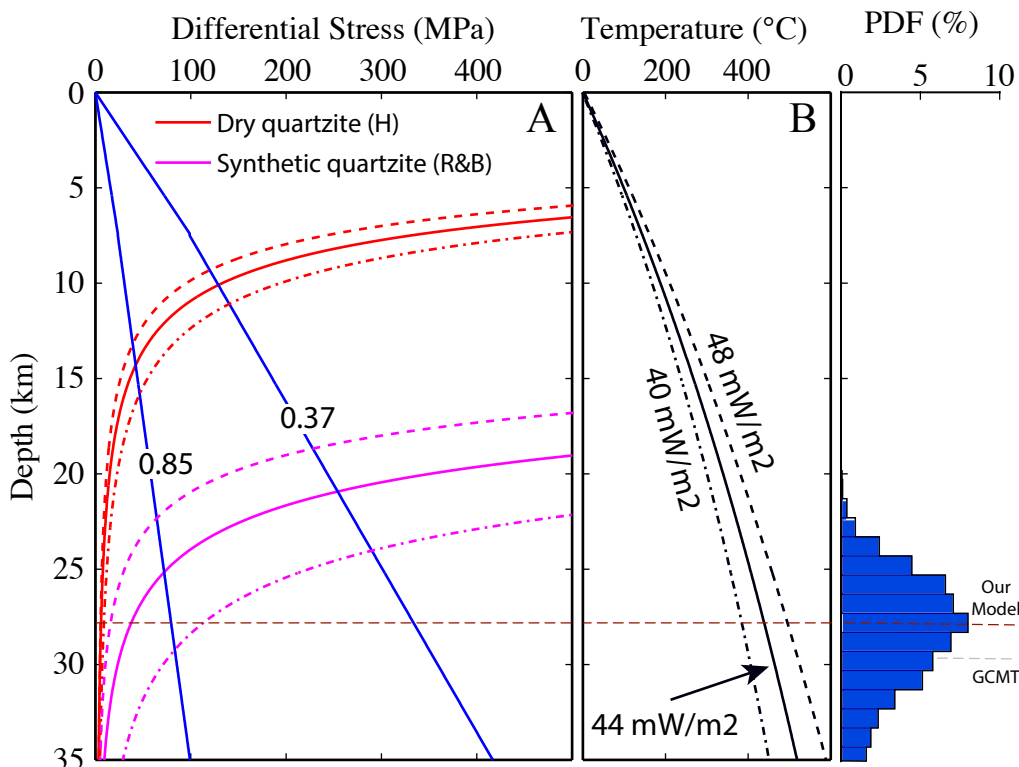 Differential Stress (MPa)
Temperature (°C)
PDF (%)
0 100 200 300 400
0 200 400
0 5 10
0
5
10
15
20
25
30
35
Depth (km)
A
Dry quartzite (H)
Synthetic quartzite (R&B)
0.37
0.85
B
48 mW/m2
40 mW/m2
44 mW/m2
Our
Model
GCMT